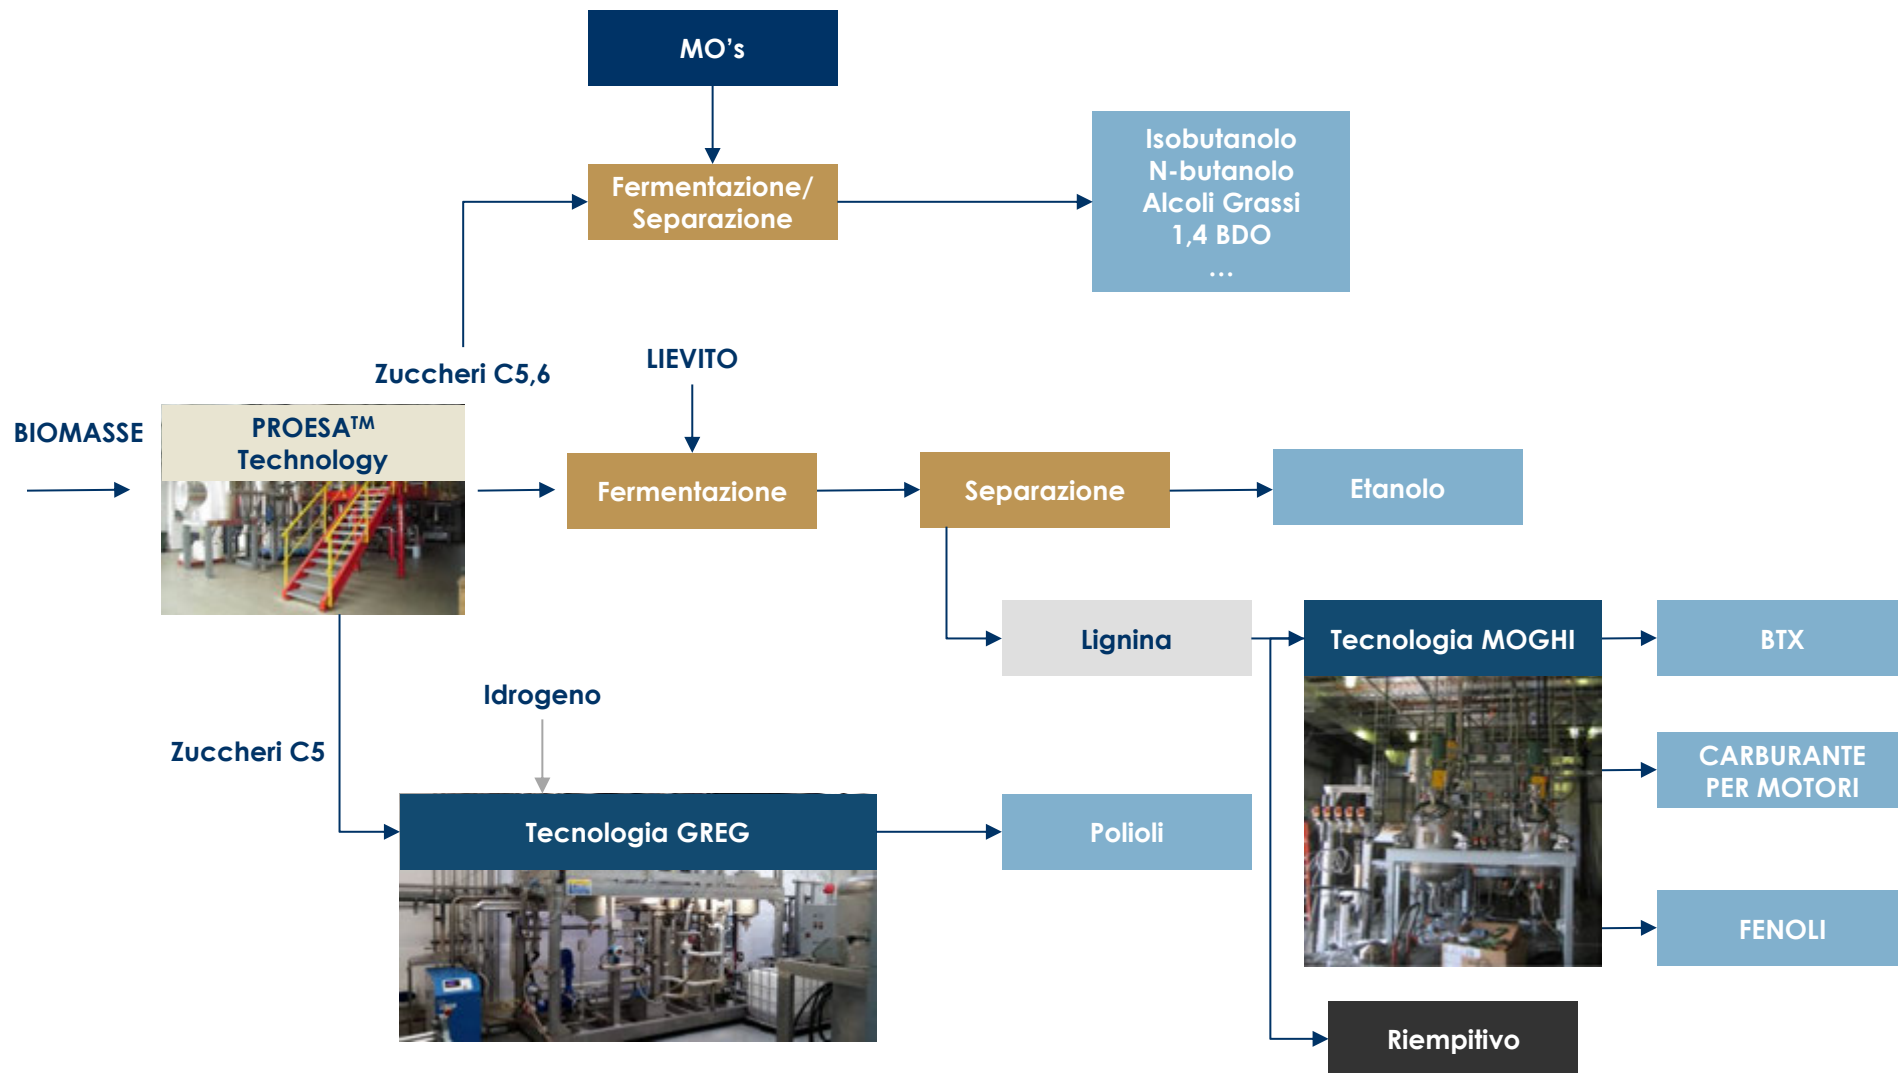 MO's
Fermentazione/
Separazione
Isobutanolo
N-butanolo
Alcoli Grassi
1,4 BDO
...
Zuccheri C5,6
LIEVITO
BIOMASSE
PROESA™
Technology
Fermentazione
Separazione
Etanolo
Lignina
Tecnologia MOGHI
BTX
Idrogeno
Zuccheri C5
CARBURANTE
PER MOTORI
Tecnologia GREG
Polioli
FENOLI
Riempitivo